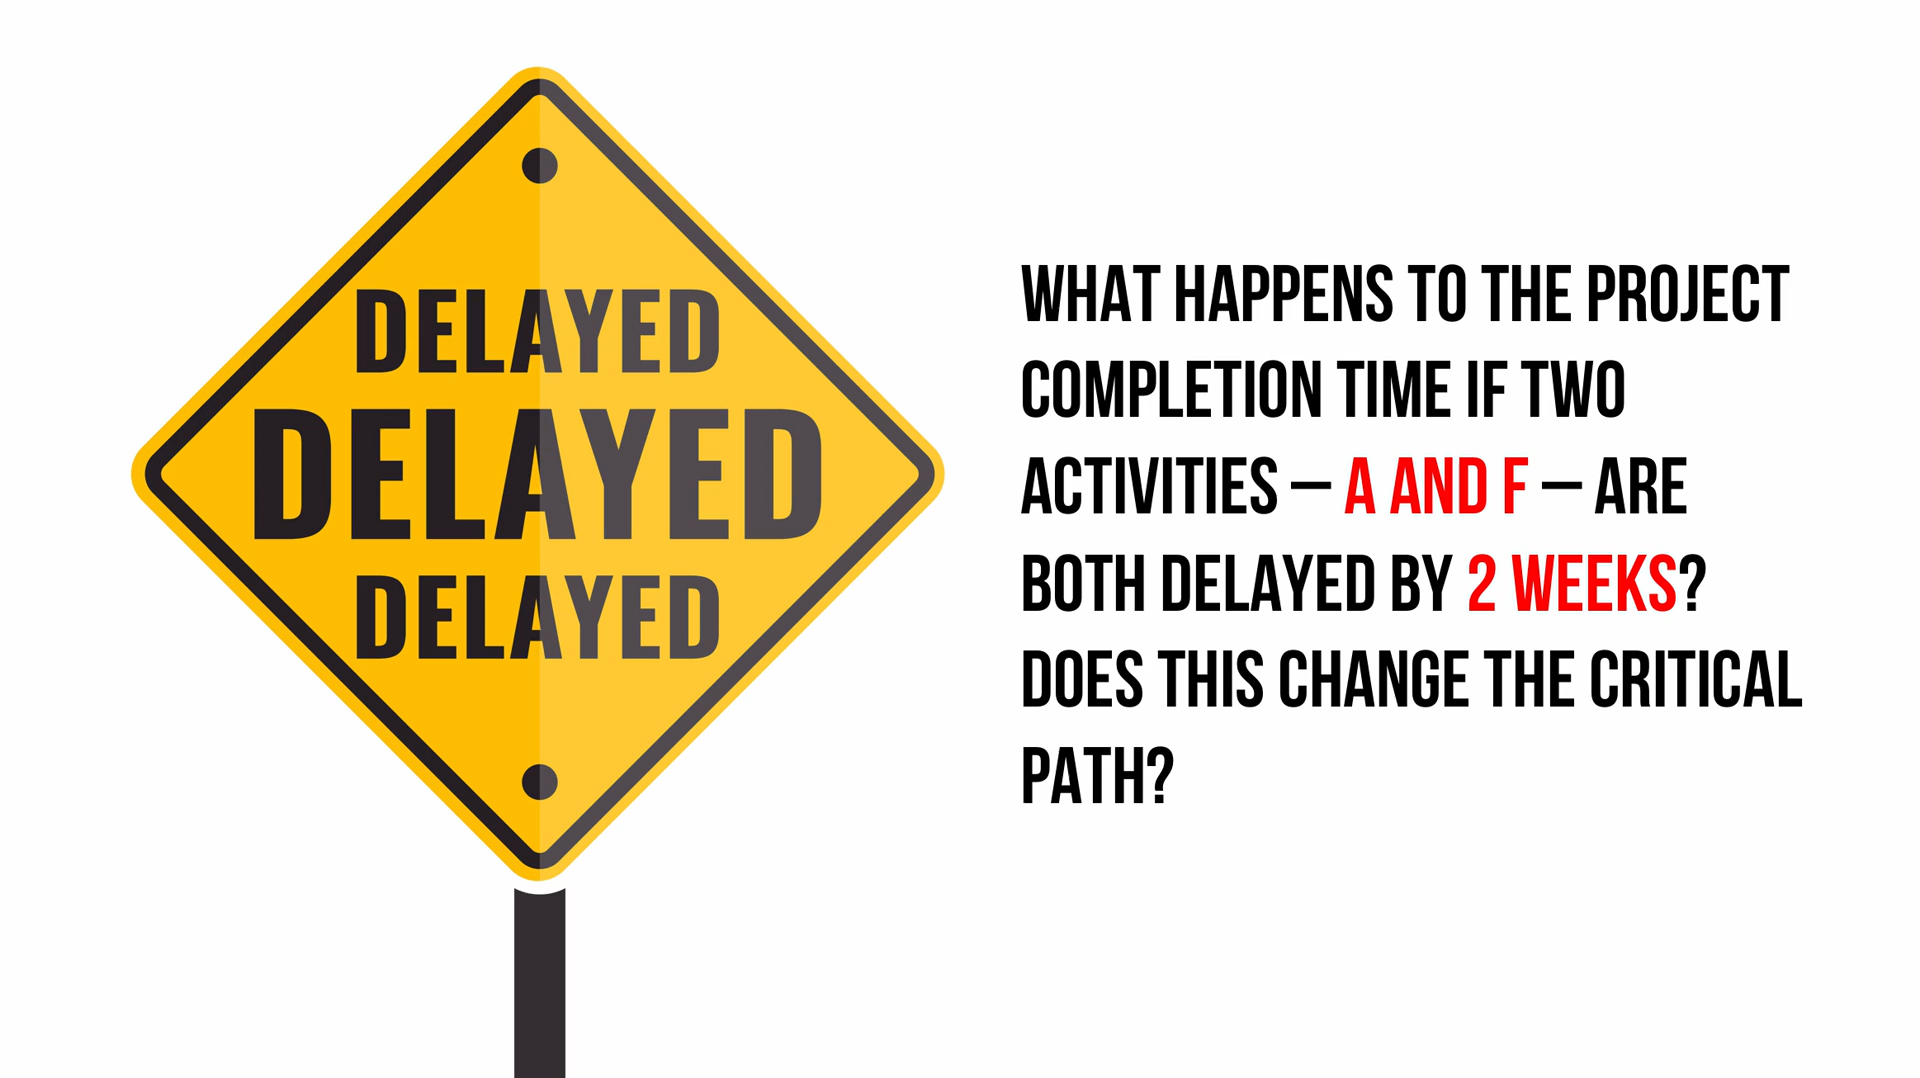 DELAYED
DELAYED
DELAYED
WHAT HAPPENS TO THE PROJECT
COMPLETION TIME IF TWO
ACTIVITIES – A AND F – ARE
BOTH DELAYED BY 2 WEEKS?
DOES THIS CHANGE THE CRITICAL
PATH?